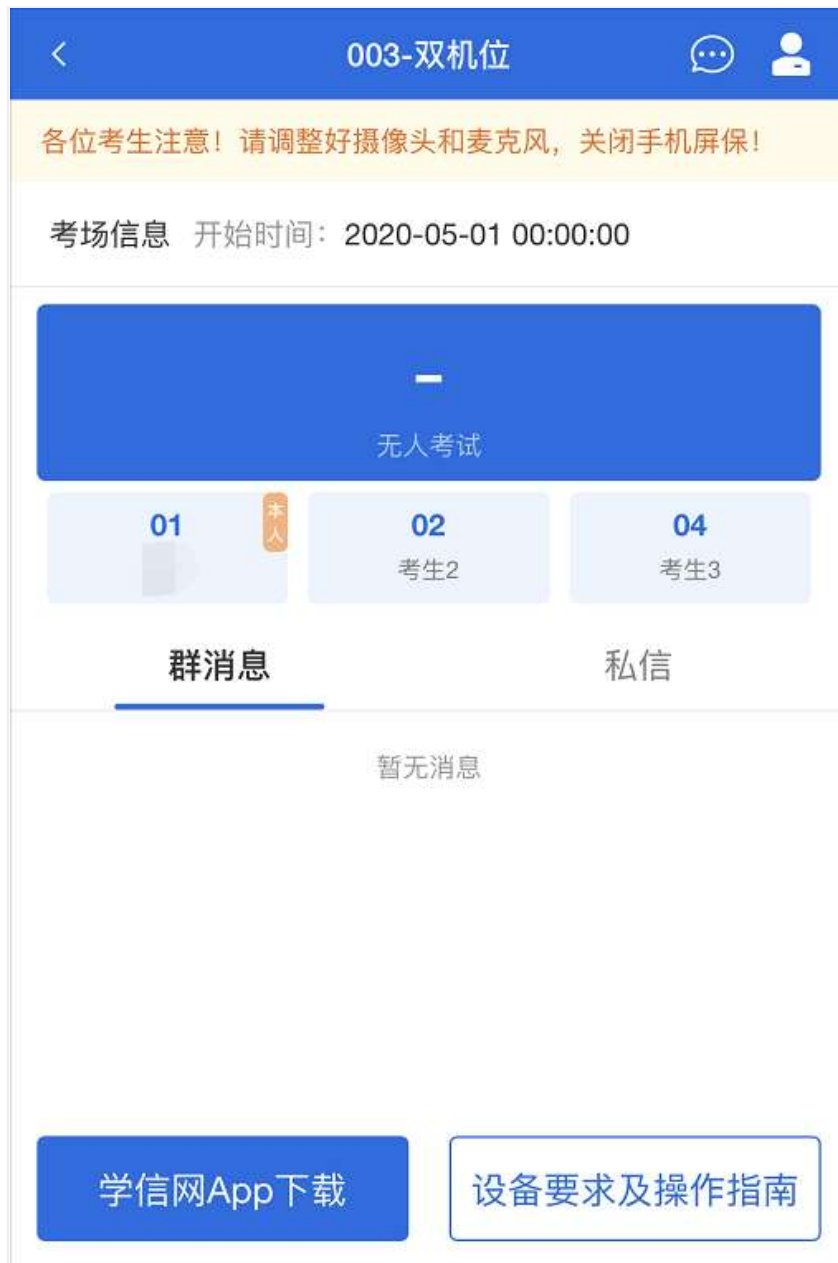 003-双机位
各位考生注意！请调整好摄像头和麦克风，关闭手机屏保！
考场信息 开始时间：2020-05-01 00:00:00
-
无人考试
01 本人 02 04
考生2 考生3
群消息 私信
暂无消息
学信网App下载 设备要求及操作指南